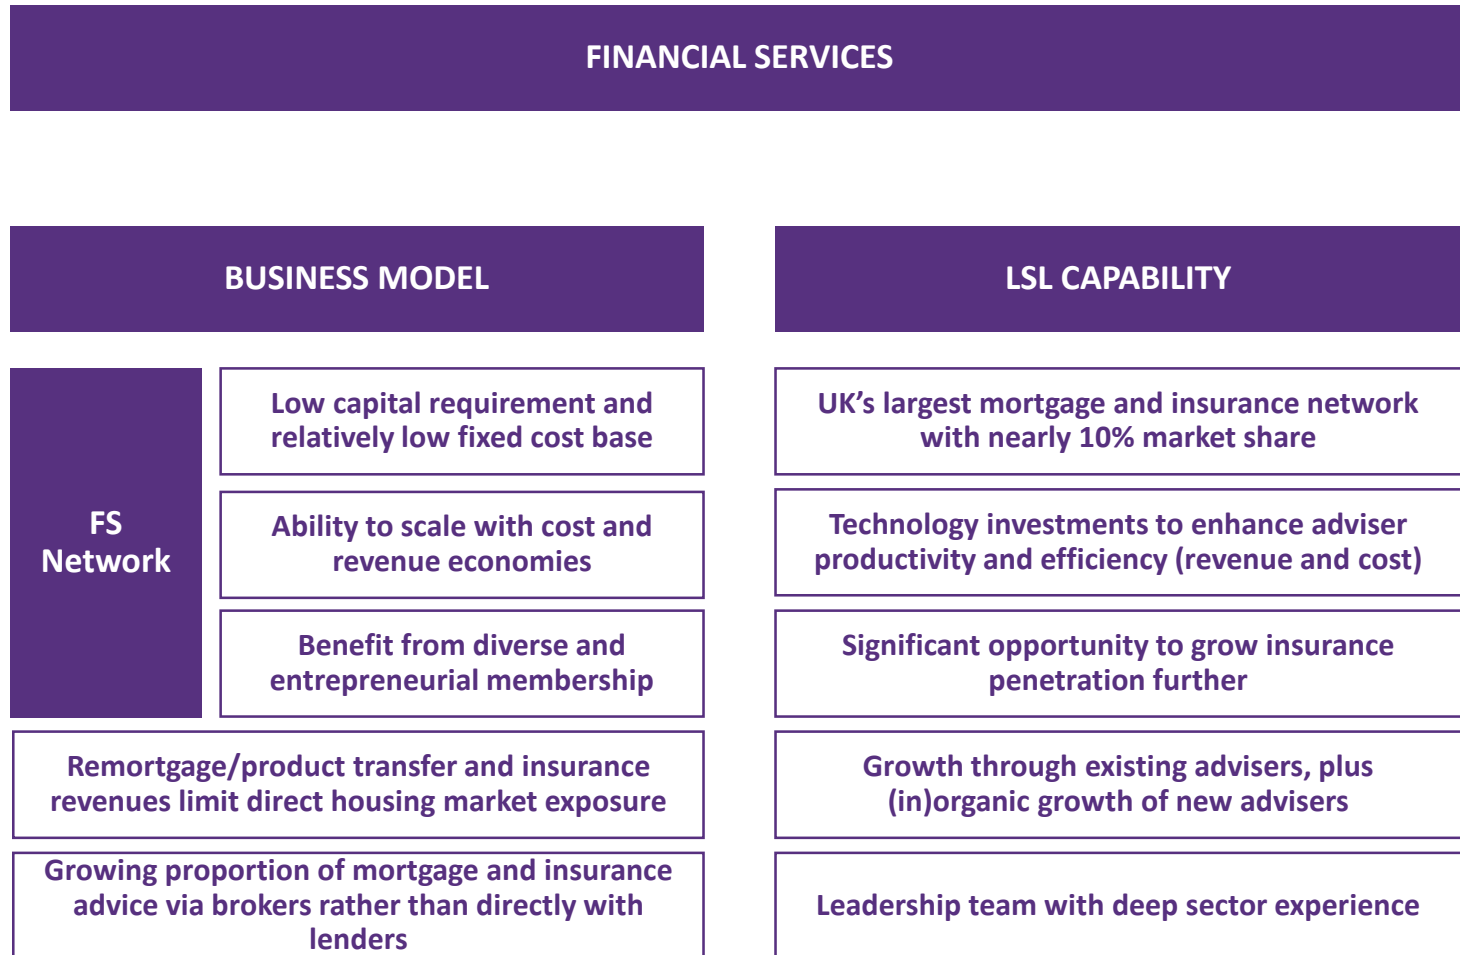 FINANCIAL SERVICES
BUSINESS MODEL
FS
Network
Low capital requirement and
relatively low fixed cost base
Ability to scale with cost and
revenue economies
Benefit from diverse and
entrepreneurial membership
Remortgage/product transfer and insurance
revenues limit direct housing market exposure
Growing proportion of mortgage and insurance
advice via brokers rather than directly with
lenders
LSL CAPABILITY
UK’s largest mortgage and insurance network
with nearly 10% market share
Technology investments to enhance adviser
productivity and efficiency (revenue and cost)
Significant opportunity to grow insurance
penetration further
Growth through existing advisers, plus
(in)organic growth of new advisers
Leadership team with deep sector experience